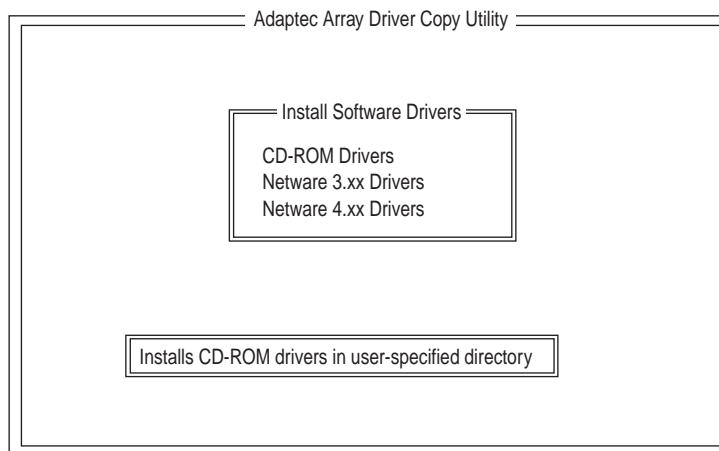 Adaptec Array Driver Copy Utility
Install Software Drivers
CD-ROM Drivers
Netware 3.xx Drivers
Netware 4.xx Drivers
Installs CD-ROM drivers in user-specified directory